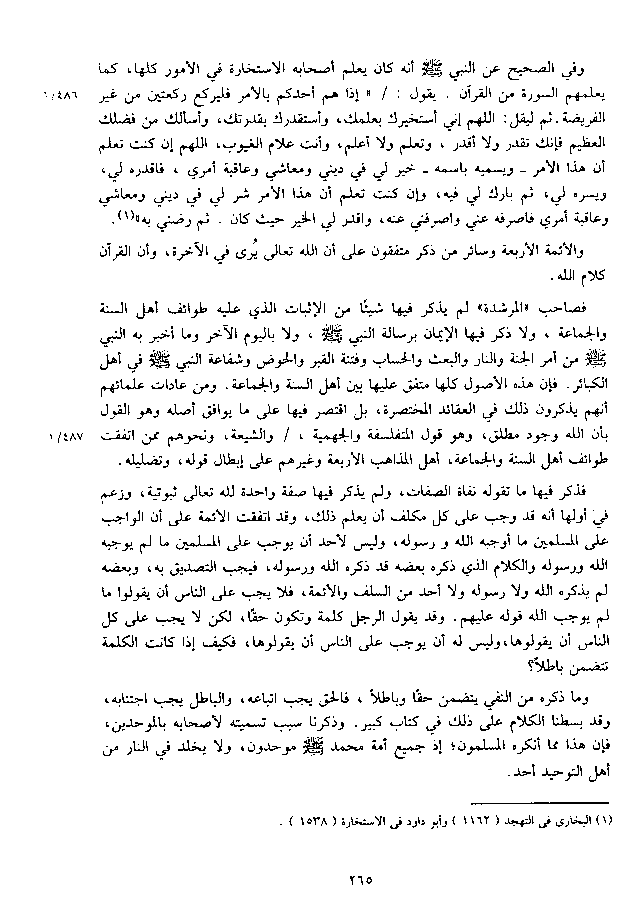 وفي الصحيح عن النبي ﷺ أنه كان يعلم أصحابه الاستخارة في الأمور كلها، كما
يعلمهم السورة من القرآن . يقول : / « إذا هم أحدكم بالأمر فليركع ركعتين من غير ١/٤٨٦
الفريضة. ثم ليقل: اللهم إني أستخيرك بعلمك، وأستقدرك بقدرتك، وأسألك من فضلك
العظيم فإنك تقدر ولا أقدر ، وتعلم ولا أعلم، وأنت علام الغيوب، اللهم إن كنت تعلم
أن هذا الأمر ـ ويسميه باسمه ـ خير لي في ديني ومعاشي وعاقبة أمري ، فاقدره لي،
ويسره لي، ثم بارك لي فيه، وإن كنت تعلم أن هذا الأمر شر لي في ديني ومعاشي
وعاقبة أمري فاصرفه عني واصرفني عنه، واقدر لي الخير حيث كان . ثم رضني به»(١).
والأئمة الأربعة وسائر من ذكر متفقون على أن الله تعالى يُرى في الآخرة، وأن القرآن
كلام الله.
فصاحب «المرشدة» لم يذكر فيها شيئًا من الإثبات الذي عليه طوائف أهل السنة
والجماعة ، ولا ذكر فيها الإيمان برسالة النبي ﷺ ، ولا باليوم الآخر وما أخبر به النبي
ﷺ من أمر الجنة والنار والبعث والحساب وفتنة القبر والحوض وشفاعة النبي ﷺ في أهل
الكبائر. فإن هذه الأصول كلها متفق عليها بين أهل السنة والجماعة. ومن عادات علمائهم
أنهم يذكرون ذلك في العقائد المختصرة، بل اقتصر فيها على ما يوافق أصله وهو القول
بأن الله وجود مطلق، وهو قول المتفلسفة والجهمية ، / والشيعة، ونحوهم ممن اتفقت ١/٤٨٧
طوائف أهل السنة والجماعة، أهل المذاهب الأربعة وغيرهم على إبطال قوله، وتضليله.
فذكر فيها ما تقوله نفاة الصفات، ولم يذكر فيها صفة واحدة لله تعالى ثبوتية، وزعم
في أولها أنه قد وجب على كل مكلف أن يعلم ذلك، وقد اتفقت الأئمة على أن الواجب
على المسلمين ما أوجبه الله و رسوله، وليس لأحد أن يوجب على المسلمين ما لم يوجبه
الله ورسوله والكلام الذي ذكره بعضه قد ذكره الله ورسوله، فيجب التصديق به، وبعضه
لم يذكره الله ولا رسوله ولا أحد من السلف والأئمة، فلا يجب على الناس أن يقولوا ما
لم يوجب الله قوله عليهم. وقد يقول الرجل كلمة وتكون حقًا، لكن لا يجب على كل
الناس أن يقولوها،وليس له أن يوجب على الناس أن يقولوها، فكيف إذا كانت الكلمة
تتضمن باطلاً؟
وما ذكره من النفي يتضمن حقًا وباطلاً ، فالحق يجب اتباعه، والباطل يجب اجتنابه،
وقد بسطنا الكلام على ذلك في كتاب كبير. وذكرنا سبب تسميته لأصحابه بالموحدين،
فإن هذا مما أنكره المسلمون؛ إذ جميع أمة محمد ﷺ موحدون، ولا يخلد في النار من
أهل التوحيد أحد.
(١) البخاري في التهجد ( ١١٦٢ ) وأبو داود في الاستخارة ( ١٥٣٨ ) .
٢٦٥